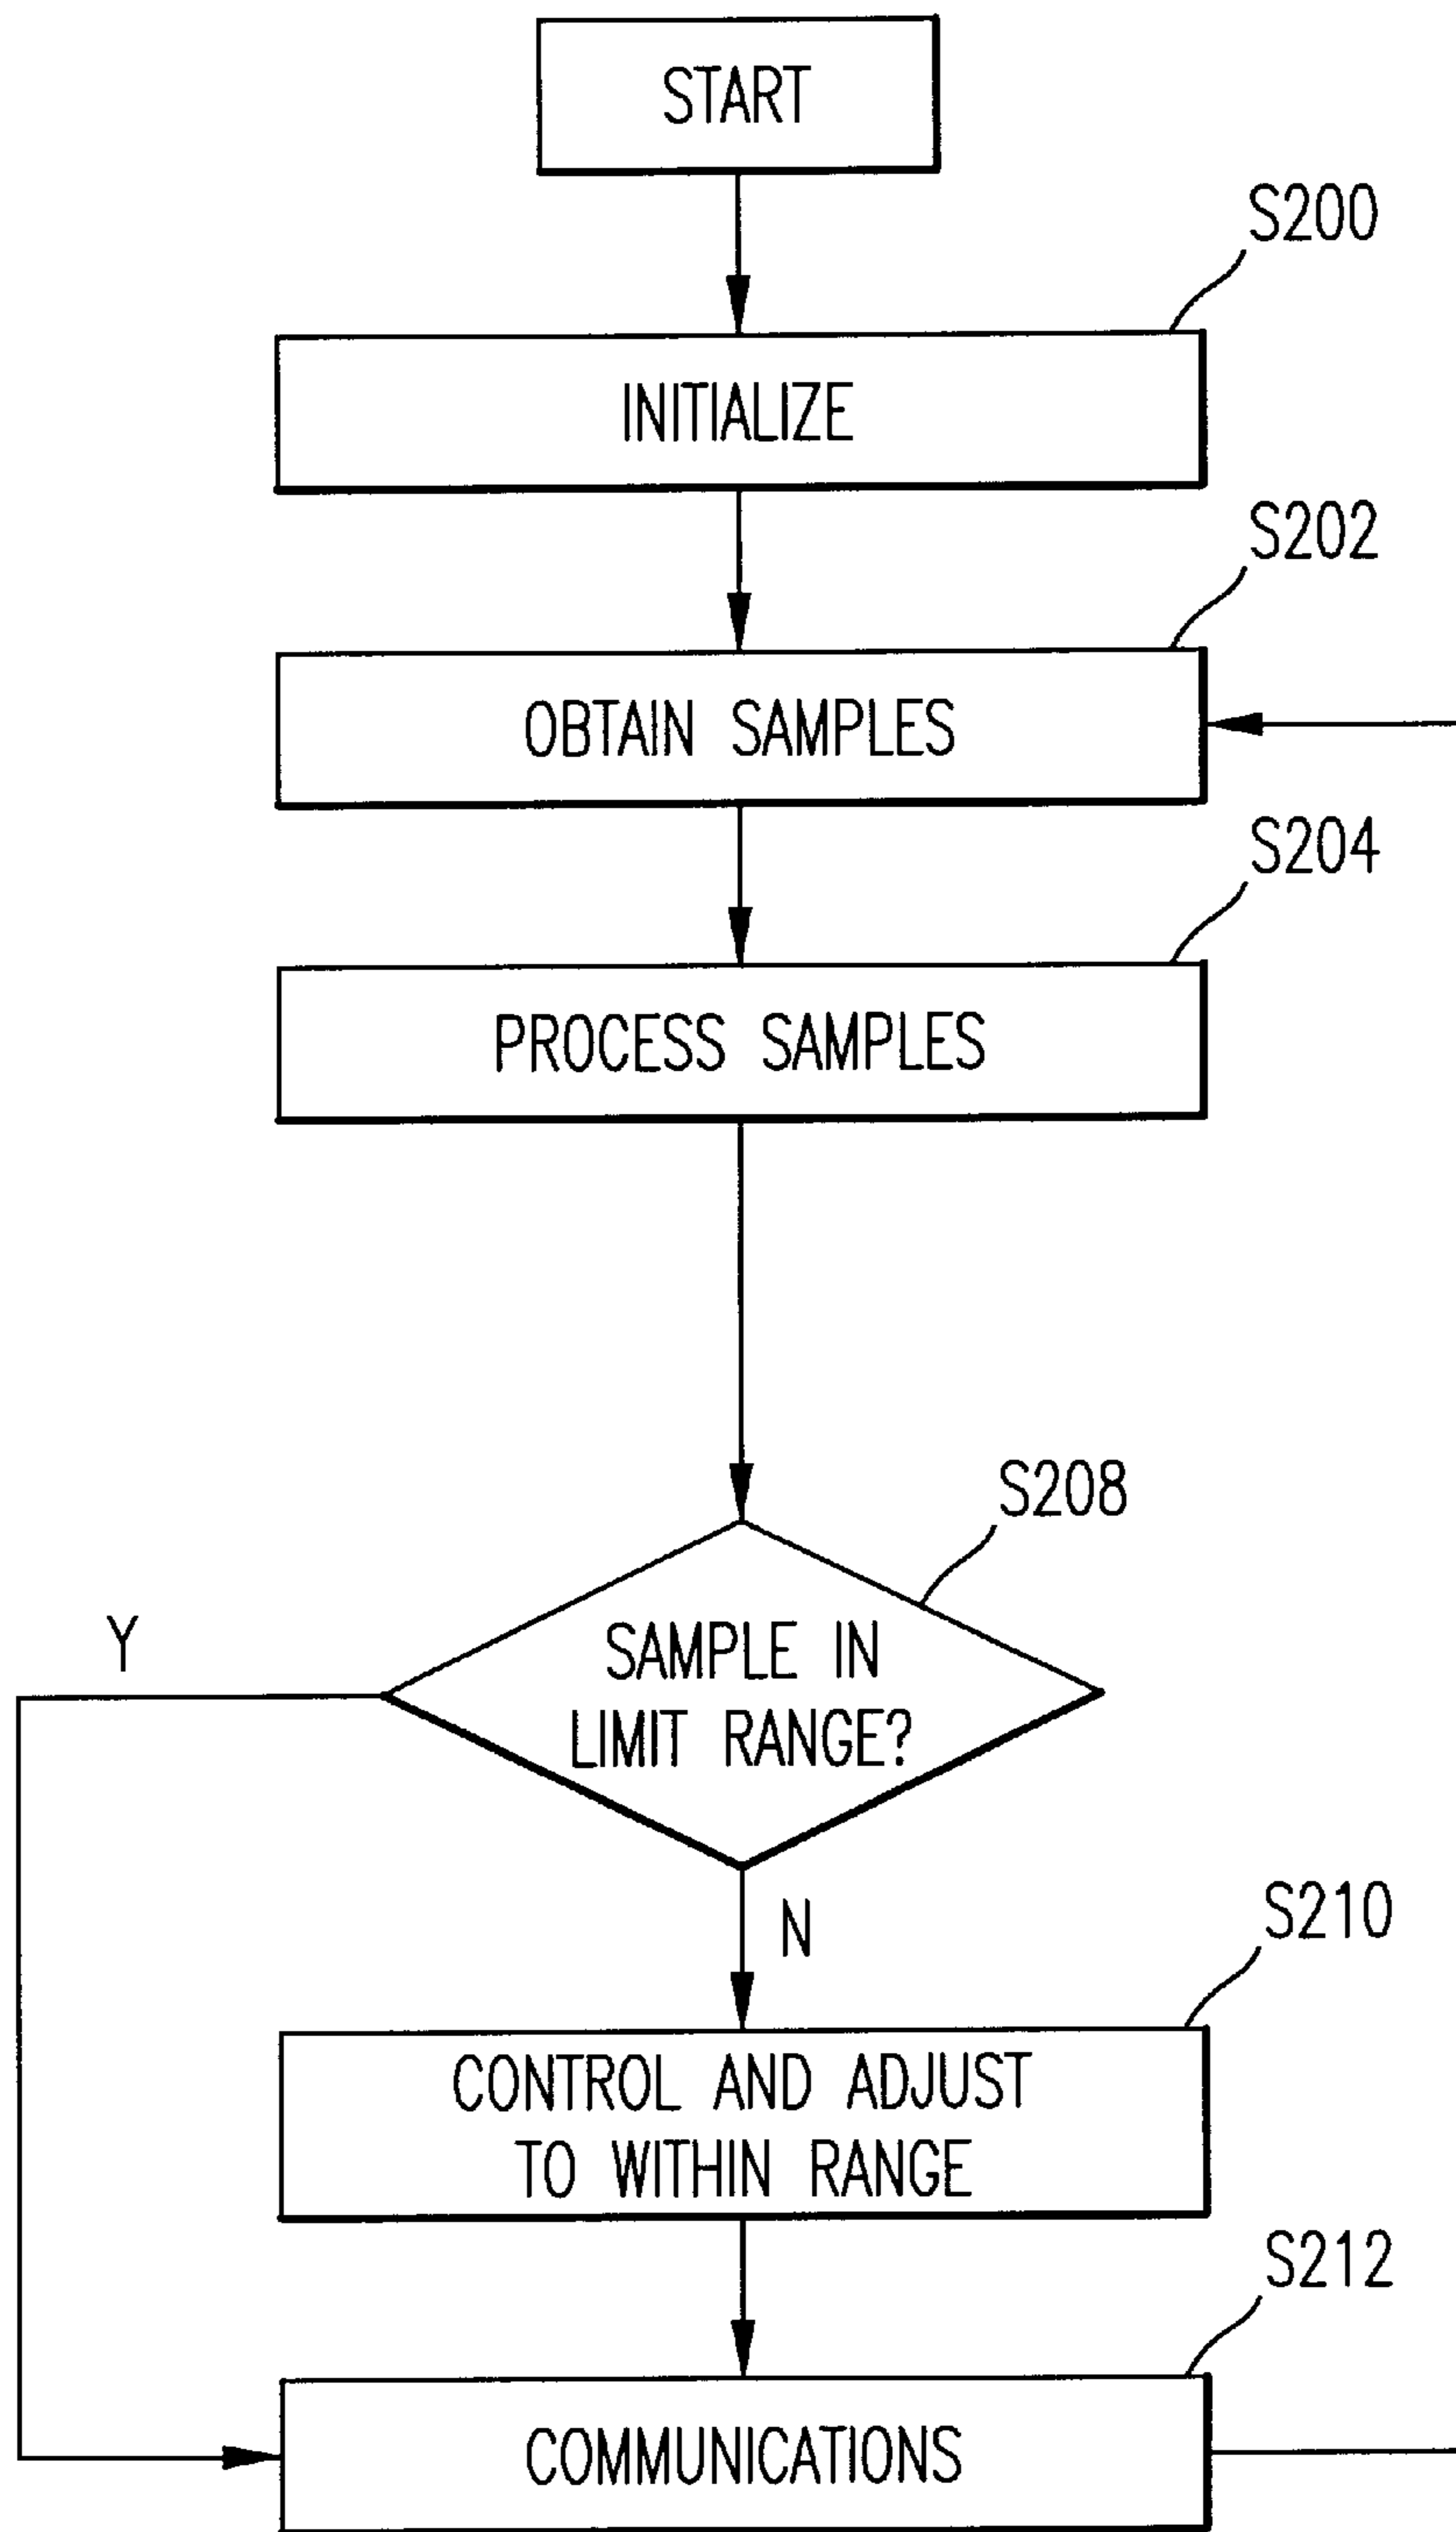 START
S200
INITIALIZE
S202
OBTAIN SAMPLES
S204
PROCESS SAMPLES
S208
SAMPLE IN
LIMIT RANGE?
Y
N
S210
CONTROL AND ADJUST
TO WITHIN RANGE
S212
COMMUNICATIONS